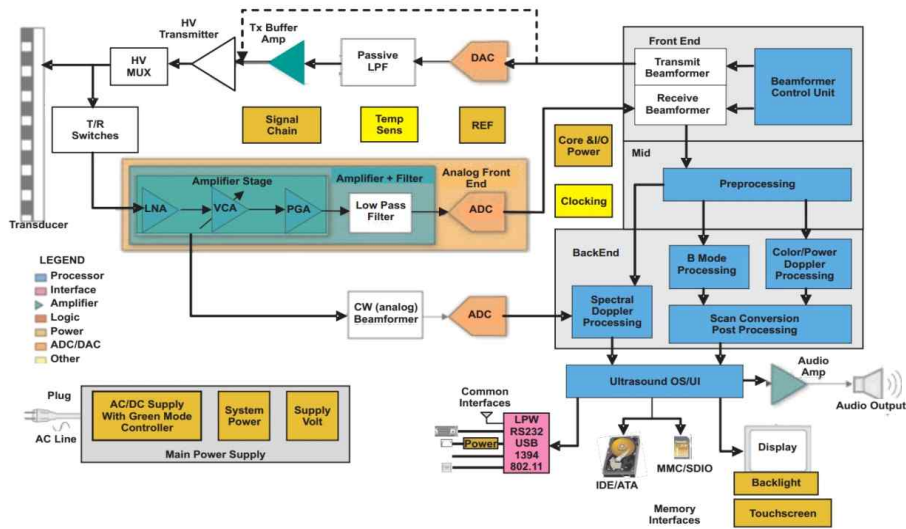 HV
Transmitter
Tx Buffer
Amp
HV
MUX
Passive
LPF
DAC
Front End
Transmit
Beamformer
Receive
Beamformer
Beamformer
Control Unit
T/R
Switches
Signal
Chain
Temp
Sens
REF
Core &I/O
Power
Clocking
Mid
Preprocessing
Transducer
Amplifier Stage
LNA
VCA
PGA
Amplifier + Filter
Low Pass
Filter
Analog Front
End
ADC
BackEnd
B Mode
Processing
Color/Power
Doppler
Processing
Spectral
Doppler
Processing
Scan Conversion
Post Processing
CW (analog)
Beamformer
ADC
LEGEND
Processor
Interface
Amplifier
Logic
Power
ADC/DAC
Other
Ultrasound OS/UI
Audio
Amp
Audio Output
Plug
AC Line
AC/DC Supply
With Green Mode
Controller
System
Power
Supply
Volt
Main Power Supply
Common
Interfaces
LPW
RS232
Power
USB
1394
802.11
IDE/ATA
MMC/SDIO
Memory
Interfaces
Display
Backlight
Touchscreen